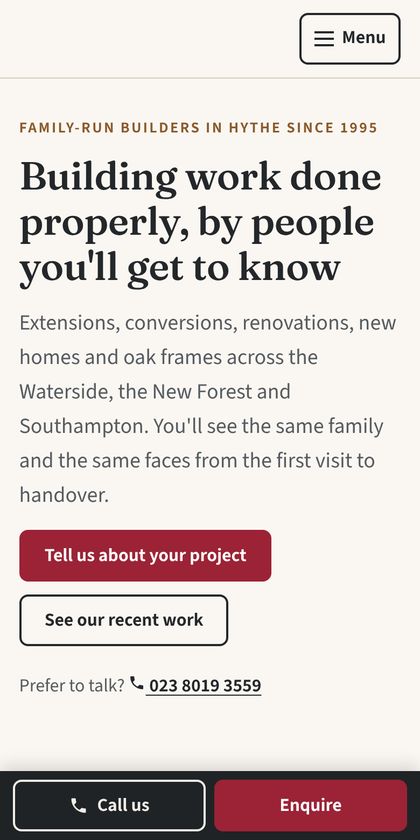 Menu
FAMILY-RUN BUILDERS IN HYTHE SINCE 1995
Building work done
properly, by people
you'll get to know
Extensions, conversions, renovations, new
homes and oak frames across the
Waterside, the New Forest and
Southampton. You'll see the same family
and the same faces from the first visit to
handover.
Tell us about your project
See our recent work
Prefer to talk? 023 8019 3559
Call us
Enquire